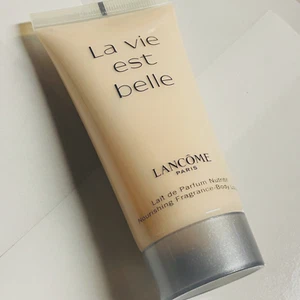 La vie
est
belle
LANCÔME
PARIS
Lait de Parfum
Nourishing Fragrance-Body